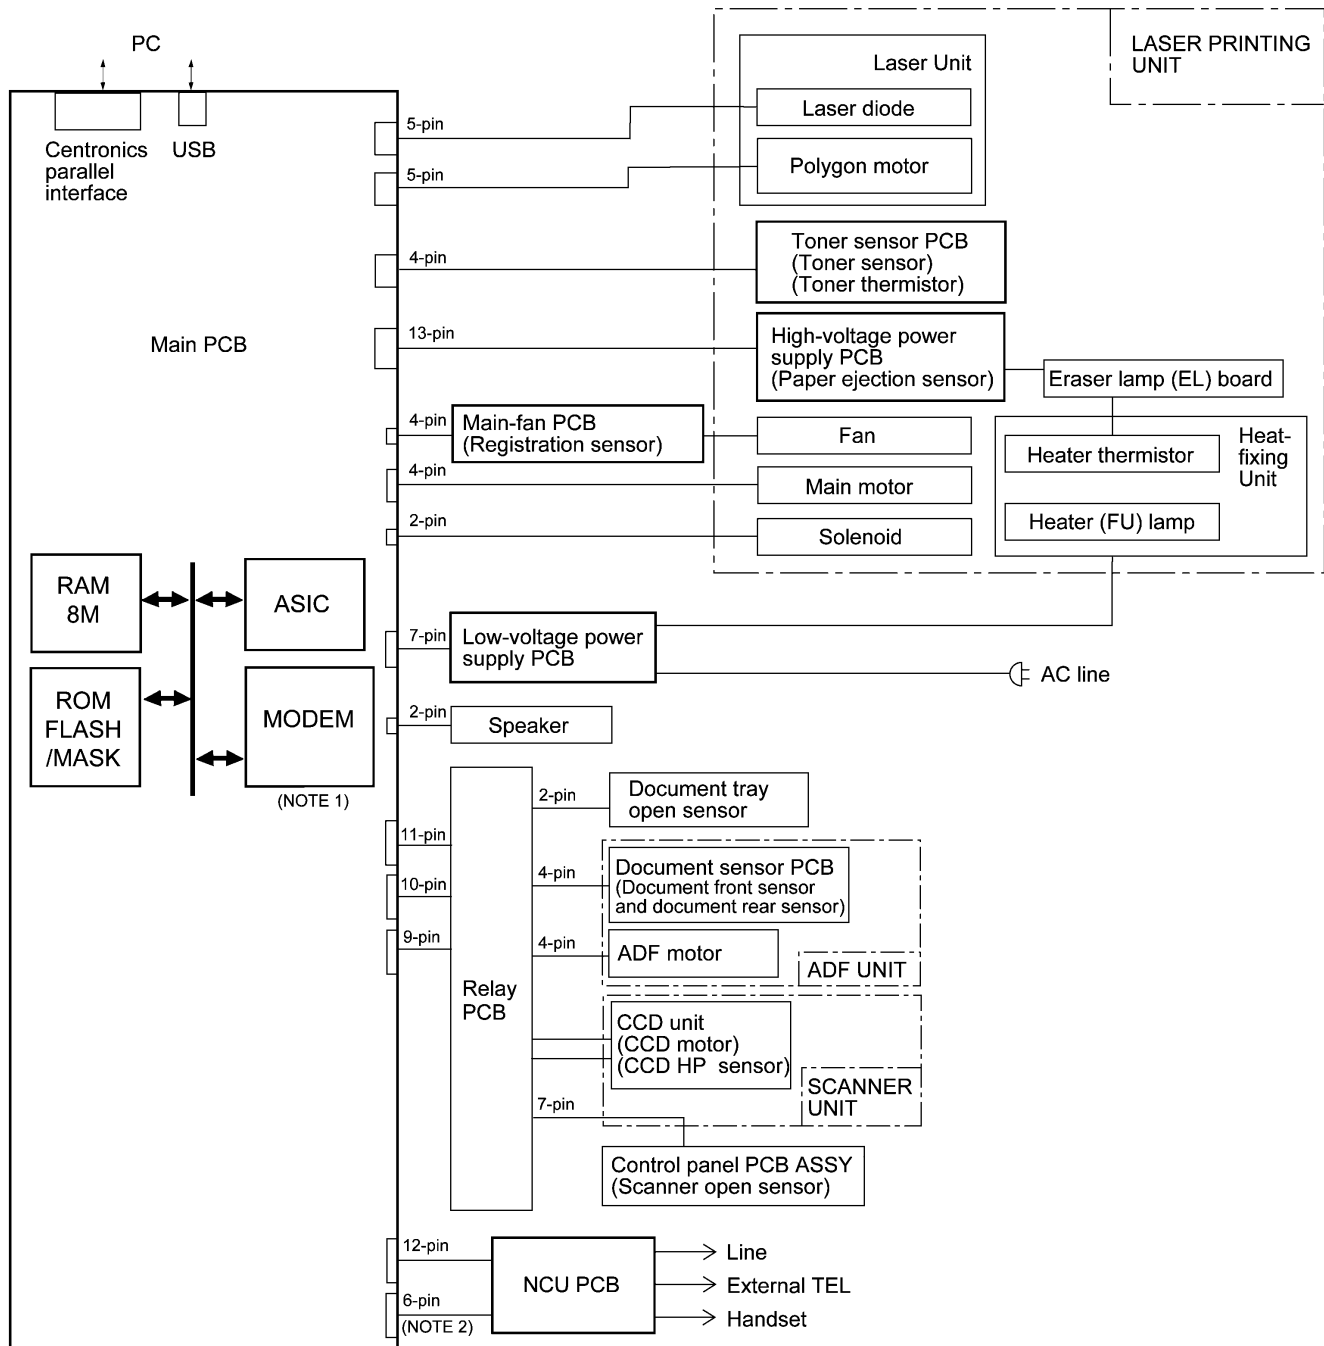 PC
Centronics
parallel
interface
USB
Main PCB
RAM
8M
ASIC
ROM
FLASH
/MASK
MODEM
(NOTE 1)
5-pin
5-pin
4-pin
13-pin
4-pin
4-pin
2-pin
7-pin
2-pin
11-pin
10-pin
9-pin
12-pin
6-pin
(NOTE 2)
LASER PRINTING
UNIT
Laser Unit
Laser diode
Polygon motor
Toner sensor PCB
(Toner sensor)
(Toner thermistor)
High-voltage power
supply PCB
(Paper ejection sensor)
Eraser lamp (EL) board
Main-fan PCB
(Registration sensor)
Fan
Main motor
Solenoid
Heater thermistor
Heater (FU) lamp
Heat-
fixing
Unit
Low-voltage power
supply PCB
AC line
Speaker
Relay
PCB
2-pin
Document tray
open sensor
4-pin
Document sensor PCB
(Document front sensor
and document rear sensor)
4-pin
ADF motor
ADF UNIT
CCD unit
(CCD motor)
(CCD HP sensor)
SCANNER
UNIT
7-pin
Control panel PCB ASSY
(Scanner open sensor)
NCU PCB
Line
External TEL
Handset